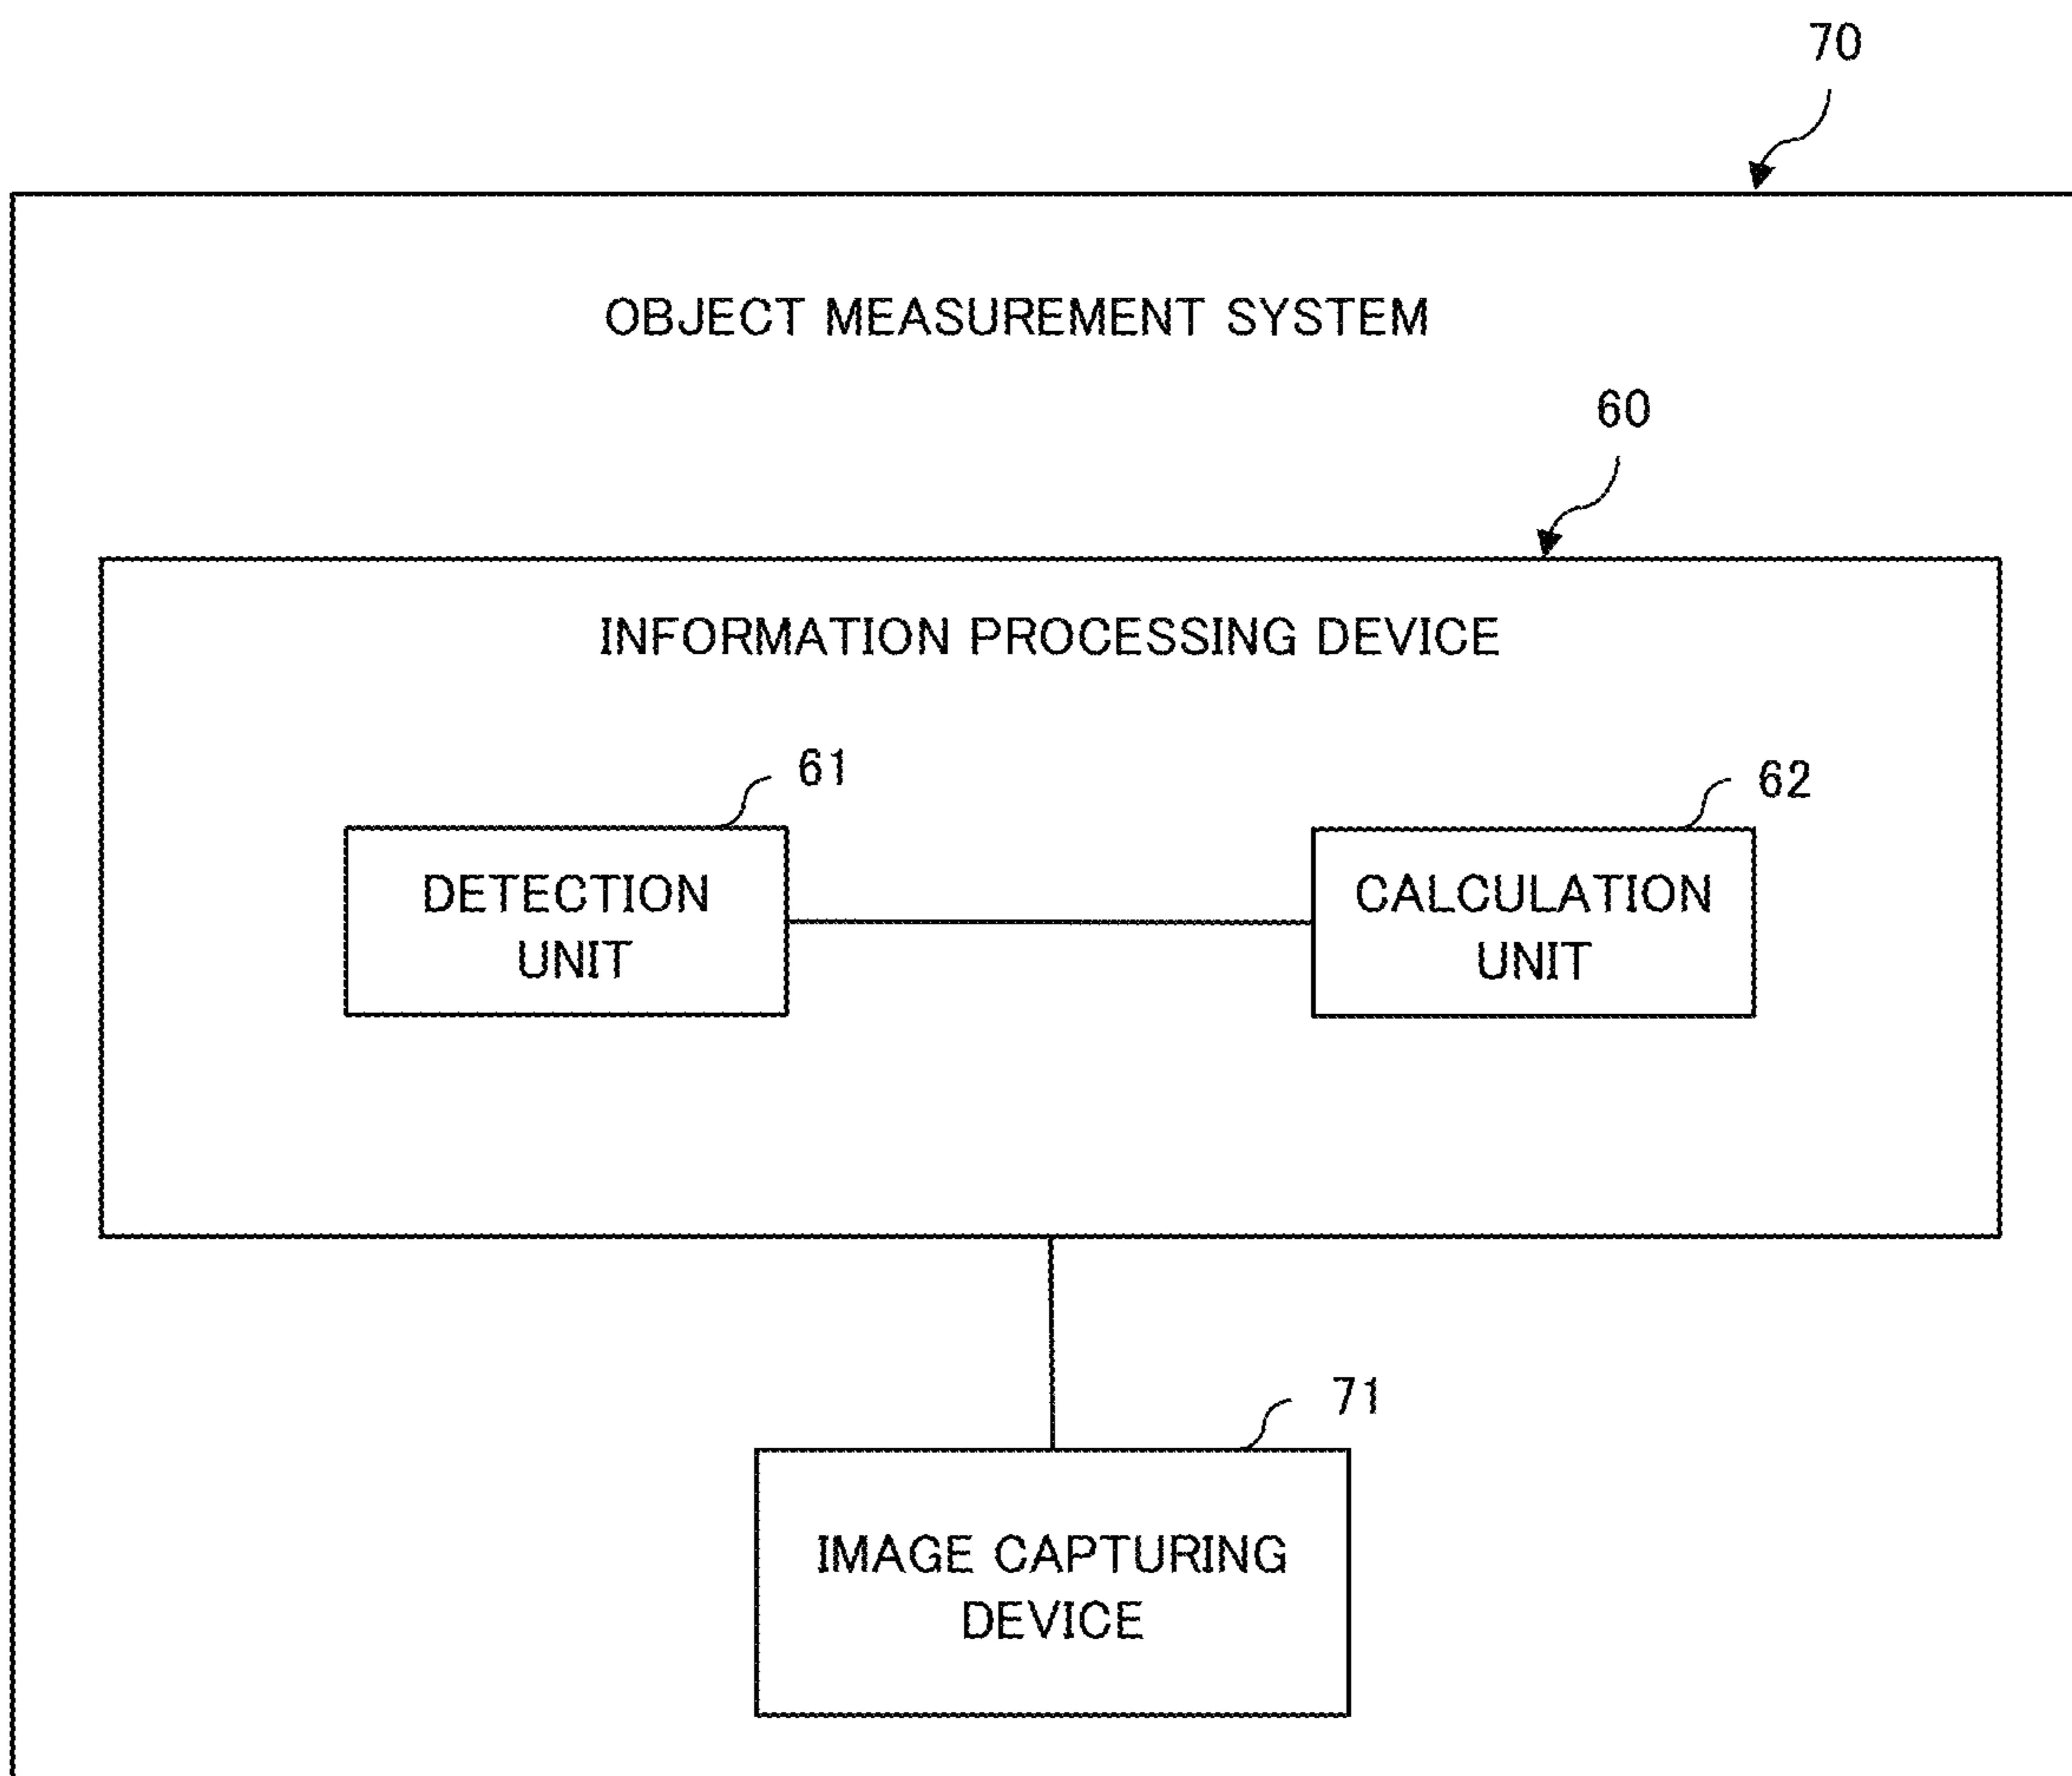 70
OBJECT MEASUREMENT SYSTEM
60
INFORMATION PROCESSING DEVICE
61
62
DETECTION
UNIT
CALCULATION
UNIT
71
IMAGE CAPTURING
DEVICE